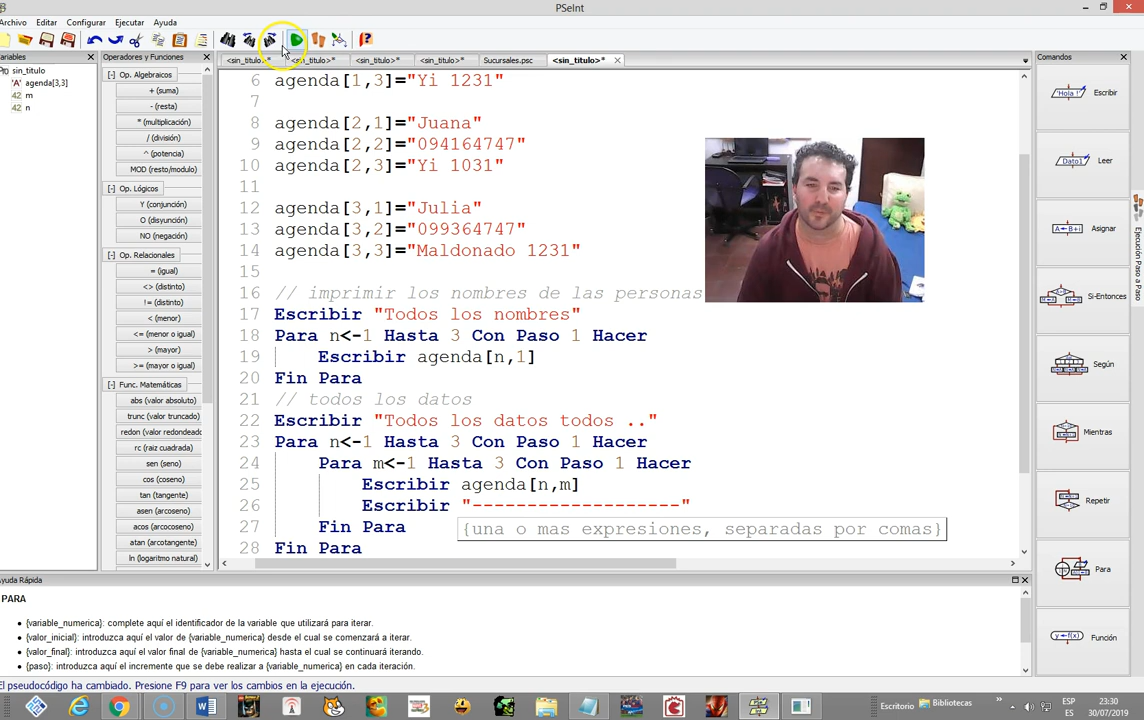 PSeInt
Archivo Editar Configurar Ejecutar Ayuda
<sin_titulo>* <sin_titulo>* <sin_titulo>* Sucursales.psc <sin_titulo>*
ariables
sin_titulo
'A' agenda[3,3]
42 m
42 n
Operadores y Funciones
[-] Op. Algebraicos
+ (suma)
- (resta)
* (multiplicación)
/ (división)
^ (potencia)
MOD (resto/modulo)
[-] Op. Lógicos
Y (conjunción)
O (disyunción)
NO (negación)
[-] Op. Relacionales
= (igual)
<> (distinto)
!= (distinto)
< (menor)
<= (menor o igual)
> (mayor)
>= (mayor o igual)
[-] Func. Matemáticas
abs (valor absoluto)
trunc (valor truncado)
redon (valor redondeado
rc (raiz cuadrada)
sen (seno)
cos (coseno)
tan (tangente)
asen (arcoseno)
acos (arcocoseno)
atan (arcotangente)
ln (logaritmo natural)
6 agenda[1,3]="Yi 1231"
7
8 agenda[2,1]="Juana"
9 agenda[2,2]="094164747"
10 agenda[2,3]="Yi 1031"
11
12 agenda[3,1]="Julia"
13 agenda[3,2]="099364747"
14 agenda[3,3]="Maldonado 1231"
15
16 // imprimir los nombres de las personas
17 Escribir "Todos los nombres"
18 Para n<-1 Hasta 3 Con Paso 1 Hacer
19 Escribir agenda[n,1]
20 Fin Para
21 // todos los datos
22 Escribir "Todos los datos todos .."
23 Para n<-1 Hasta 3 Con Paso 1 Hacer
24 Para m<-1 Hasta 3 Con Paso 1 Hacer
25 Escribir agenda[n,m]
26 Escribir "-------------------"
27 Fin Para
{una o mas expresiones, separadas por comas}
28 Fin Para
Comandos
'Hola !' Escribir
Dato1 Leer
A←B+i Asignar
Si-Entonces
Según
Mientras
Repetir
Para
y←f(x) Función
Ejecución Paso a Paso
Ayuda Rápida
PARA
{variable_numerica}: complete aquí el identificador de la variable que utilizará para iterar.
{valor_inicial}: introduzca aquí el valor de {variable_numerica} desde el cual se comenzará a iterar.
{valor_final}: introduzca aquí el valor final de {variable_numerica} hasta el cual se continuará iterando.
{paso}: introduzca aquí el incremento que se debe realizar a {variable_numerica} en cada iteración.
El pseudocódigo ha cambiado. Presione F9 para ver los cambios en la ejecución.
Escritorio Bibliotecas ESP 23:30
ES 30/07/2019